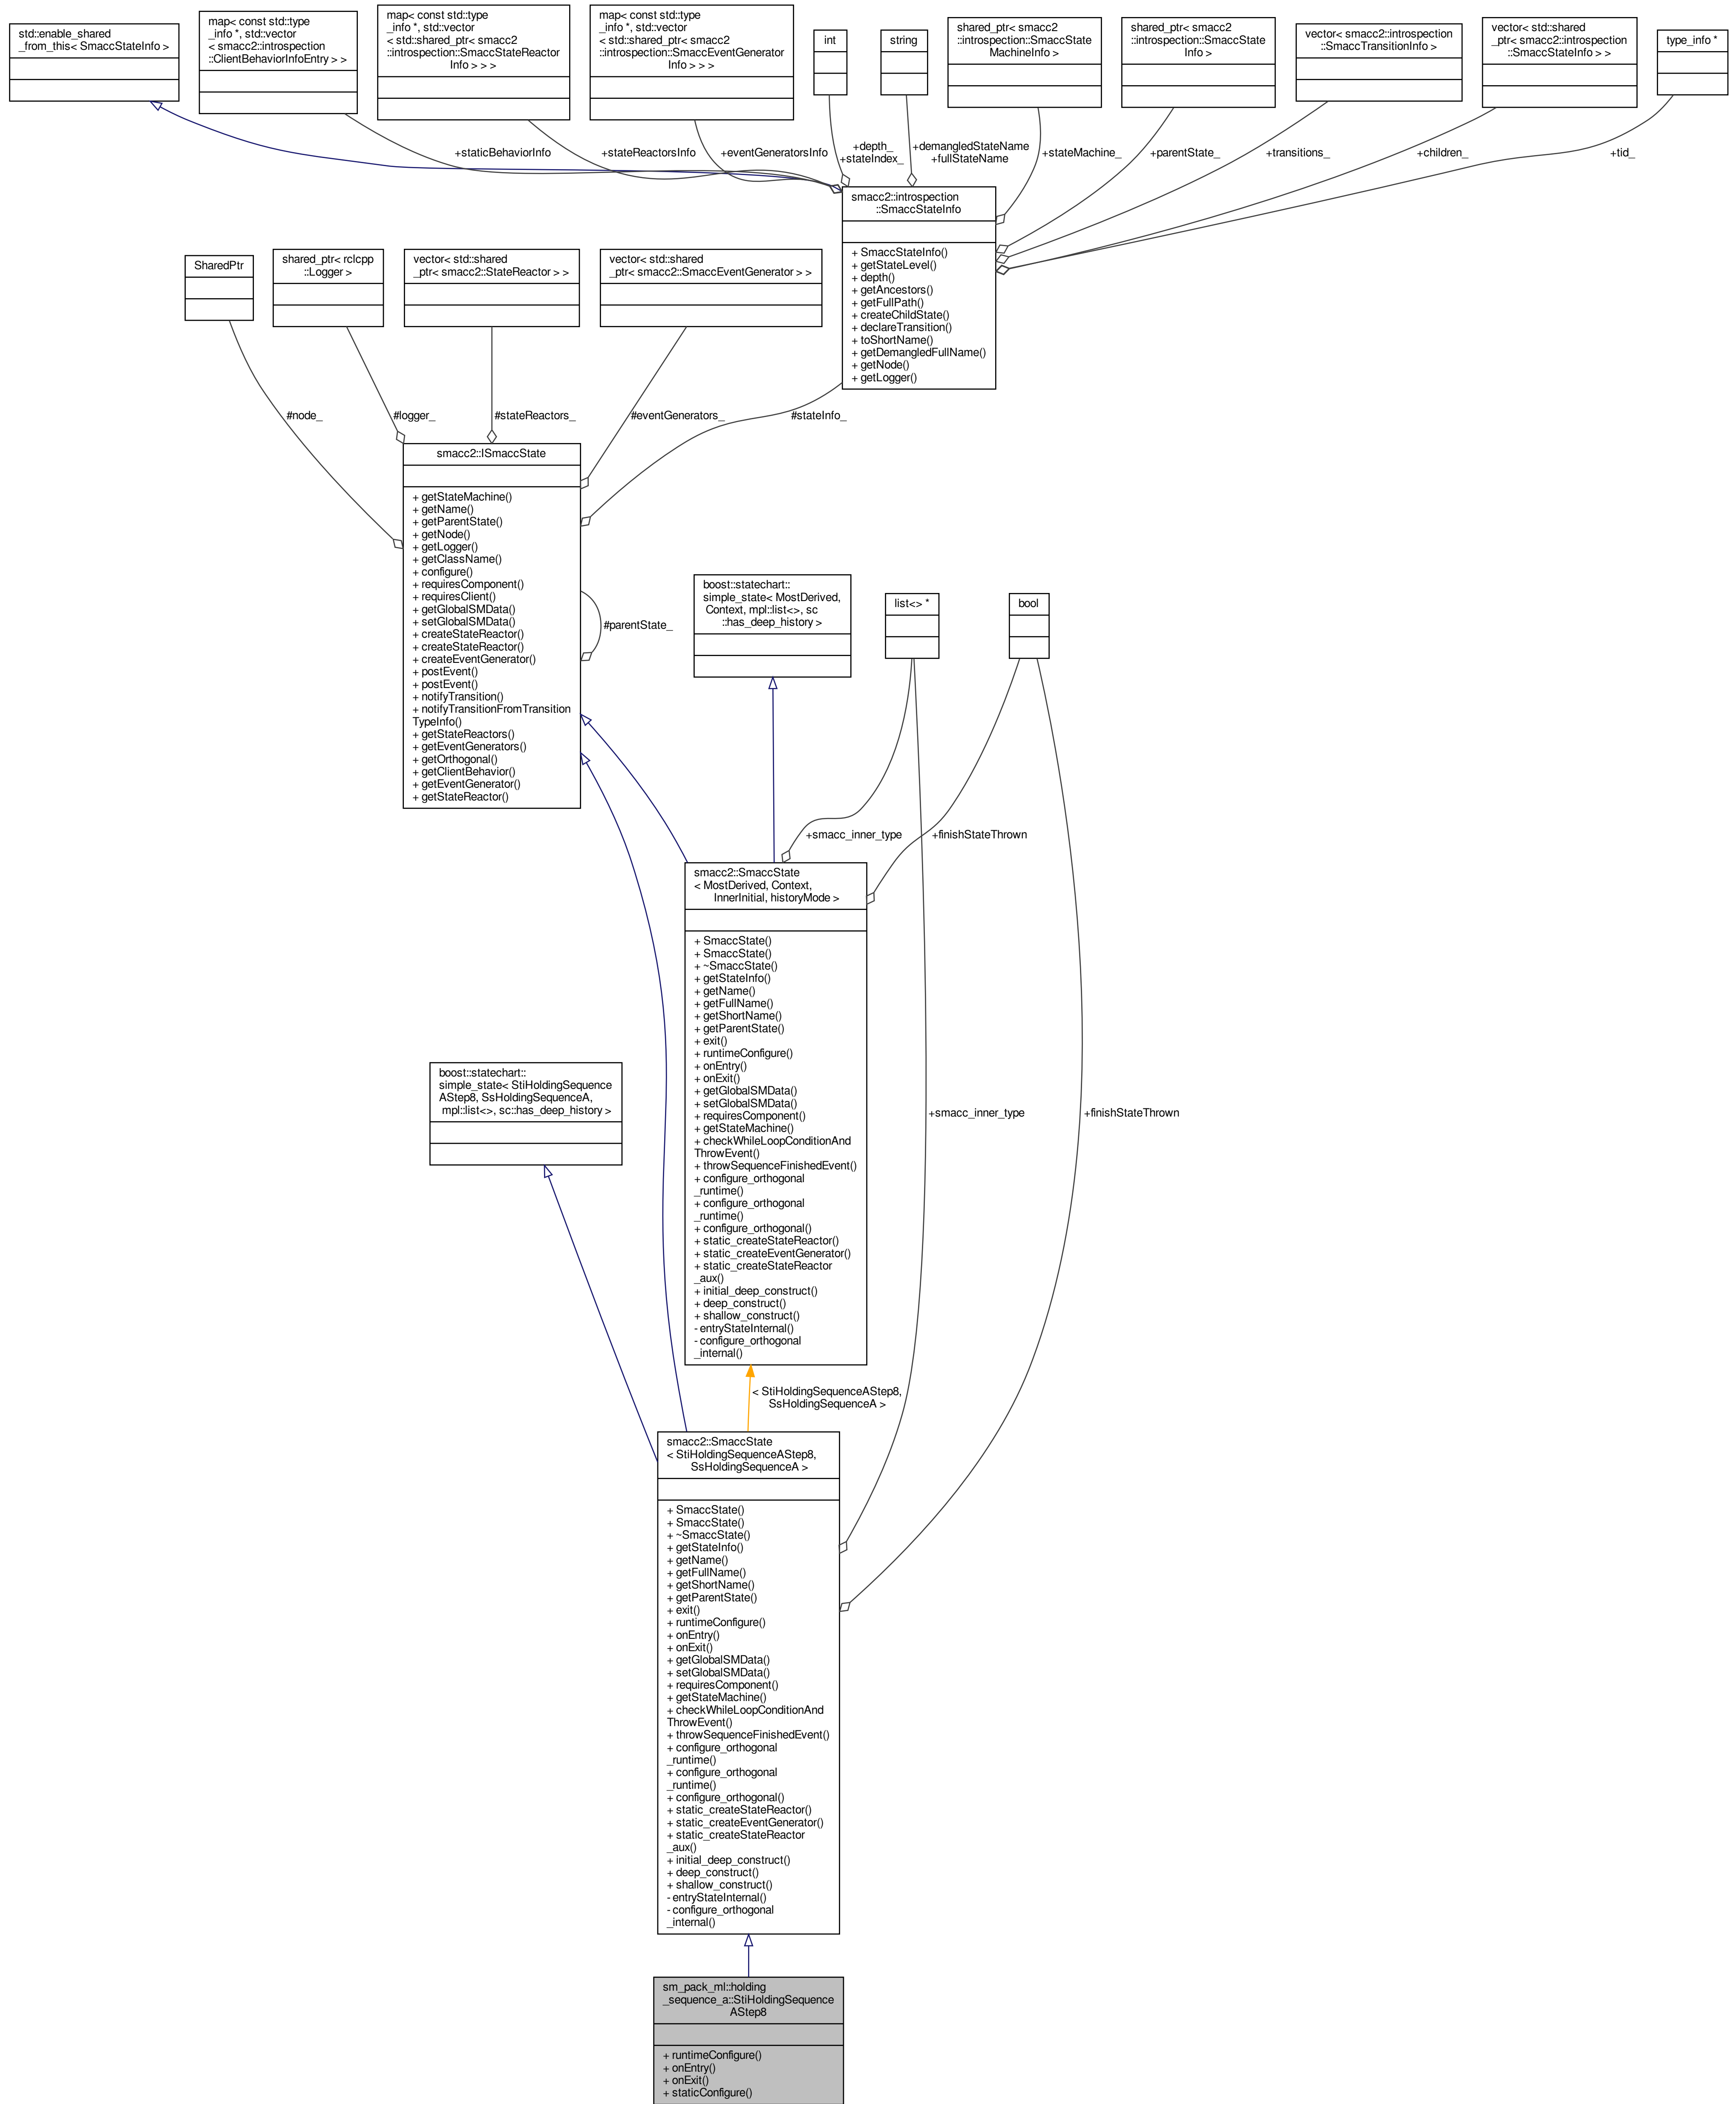 std::enable_shared
_from_this< SmaccStateInfo >
map< const std::type
_info *, std::vector
< smacc2::introspection
::ClientBehaviorInfoEntry > >
map< const std::type
_info *, std::vector
< std::shared_ptr< smacc2
::introspection::SmaccStateReactor
Info > > >
map< const std::type
_info *, std::vector
< std::shared_ptr< smacc2
::introspection::SmaccEventGenerator
Info > > >
int
string
shared_ptr< smacc2
::introspection::SmaccState
MachineInfo >
shared_ptr< smacc2
::introspection::SmaccState
Info >
vector< smacc2::introspection
::SmaccTransitionInfo >
vector< std::shared
_ptr< smacc2::introspection
::SmaccStateInfo > >
type_info *
+staticBehaviorInfo
+stateReactorsInfo
+eventGeneratorsInfo
+depth_
+stateIndex_
+demangledStateName
+fullStateName
+stateMachine_
+parentState_
+transitions_
+children_
+tid_
smacc2::introspection
::SmaccStateInfo
+ SmaccStateInfo()
+ getStateLevel()
+ depth()
+ getAncestors()
+ getFullPath()
+ createChildState()
+ declareTransition()
+ toShortName()
+ getDemangledFullName()
+ getNode()
+ getLogger()
SharedPtr
shared_ptr< rclcpp
::Logger >
vector< std::shared
_ptr< smacc2::StateReactor > >
vector< std::shared
_ptr< smacc2::SmaccEventGenerator > >
#node_
#logger_
#stateReactors_
#eventGenerators_
#stateInfo_
smacc2::ISmaccState
+ getStateMachine()
+ getName()
+ getParentState()
+ getNode()
+ getLogger()
+ getClassName()
+ configure()
+ requiresComponent()
+ requiresClient()
+ getGlobalSMData()
+ setGlobalSMData()
+ createStateReactor()
+ createStateReactor()
+ createEventGenerator()
+ postEvent()
+ postEvent()
+ notifyTransition()
+ notifyTransitionFromTransition
TypeInfo()
+ getStateReactors()
+ getEventGenerators()
+ getOrthogonal()
+ getClientBehavior()
+ getEventGenerator()
+ getStateReactor()
#parentState_
boost::statechart::
simple_state< MostDerived,
Context, mpl::list<>, sc
::has_deep_history >
list<> *
bool
+smacc_inner_type
+finishStateThrown
smacc2::SmaccState
< MostDerived, Context,
InnerInitial, historyMode >
+ SmaccState()
+ SmaccState()
+ ~SmaccState()
+ getStateInfo()
+ getName()
+ getFullName()
+ getShortName()
+ getParentState()
+ exit()
+ runtimeConfigure()
+ onEntry()
+ onExit()
+ getGlobalSMData()
+ setGlobalSMData()
+ requiresComponent()
+ getStateMachine()
+ checkWhileLoopConditionAnd
ThrowEvent()
+ throwSequenceFinishedEvent()
+ configure_orthogonal
_runtime()
+ configure_orthogonal
_runtime()
+ configure_orthogonal()
+ static_createStateReactor()
+ static_createEventGenerator()
+ static_createStateReactor
_aux()
+ initial_deep_construct()
+ deep_construct()
+ shallow_construct()
- entryStateInternal()
- configure_orthogonal
_internal()
boost::statechart::
simple_state< StiHoldingSequence
AStep8, SsHoldingSequenceA,
mpl::list<>, sc::has_deep_history >
+smacc_inner_type
+finishStateThrown
< StiHoldingSequenceAStep8,
SsHoldingSequenceA >
smacc2::SmaccState
< StiHoldingSequenceAStep8,
SsHoldingSequenceA >
+ SmaccState()
+ SmaccState()
+ ~SmaccState()
+ getStateInfo()
+ getName()
+ getFullName()
+ getShortName()
+ getParentState()
+ exit()
+ runtimeConfigure()
+ onEntry()
+ onExit()
+ getGlobalSMData()
+ setGlobalSMData()
+ requiresComponent()
+ getStateMachine()
+ checkWhileLoopConditionAnd
ThrowEvent()
+ throwSequenceFinishedEvent()
+ configure_orthogonal
_runtime()
+ configure_orthogonal
_runtime()
+ configure_orthogonal()
+ static_createStateReactor()
+ static_createEventGenerator()
+ static_createStateReactor
_aux()
+ initial_deep_construct()
+ deep_construct()
+ shallow_construct()
- entryStateInternal()
- configure_orthogonal
_internal()
sm_pack_ml::holding
_sequence_a::StiHoldingSequence
AStep8
+ runtimeConfigure()
+ onEntry()
+ onExit()
+ staticConfigure()